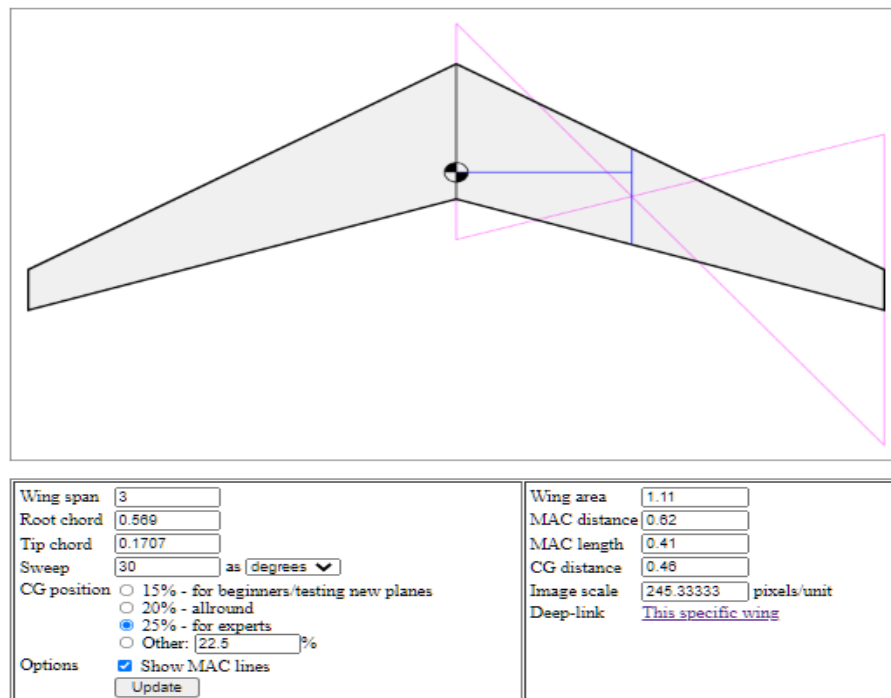 Wing span 3
Root chord 0.569
Tip chord 0.1707
Sweep 30 as degrees
CG position 15% - for beginners/testing new planes
20% - allround
25% - for experts
Other: 22.5 %
Options Show MAC lines
Update
Wing area 1.11
MAC distance 0.62
MAC length 0.41
CG distance 0.46
Image scale 245.33333 pixels/unit
Deep-link This specific wing